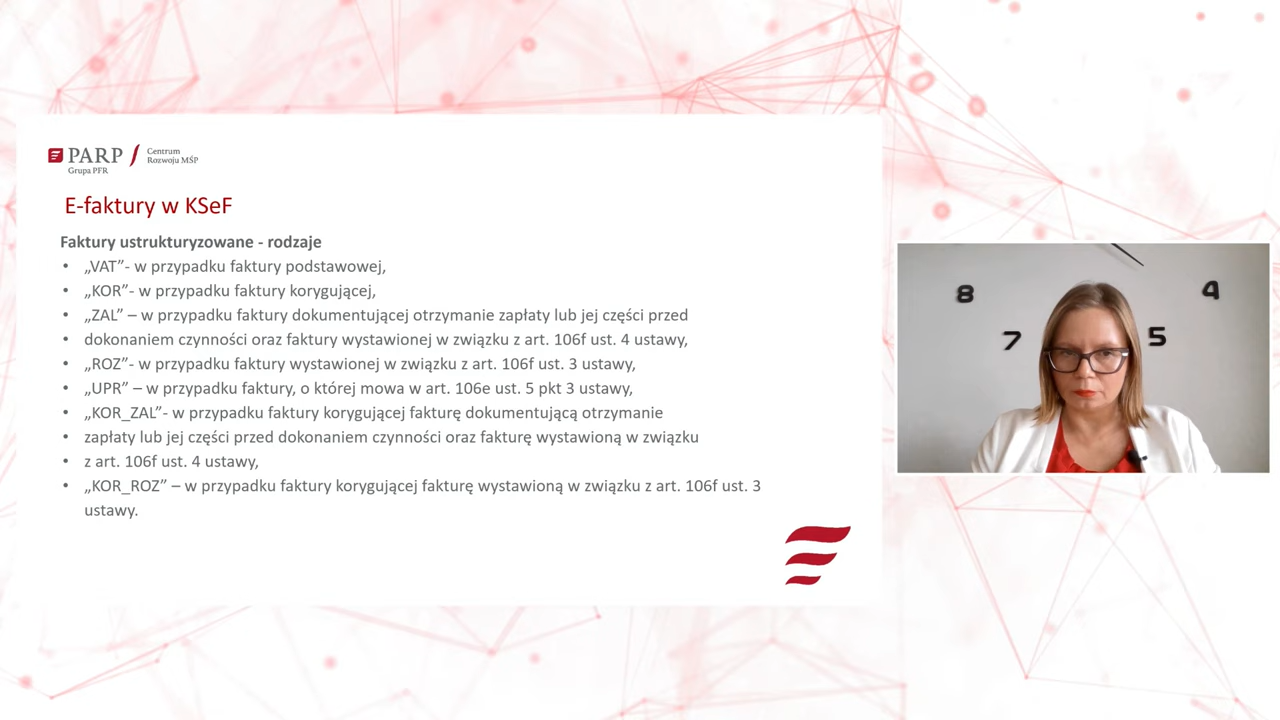 PARP
Grupa PFR
Centrum
Rozwoju MŚP
E-faktury w KSeF
Faktury ustrukturyzowane - rodzaje
• „VAT”- w przypadku faktury podstawowej,
• „KOR”- w przypadku faktury korygującej,
• „ZAL” – w przypadku faktury dokumentującej otrzymanie zapłaty lub jej części przed
• dokonaniem czynności oraz faktury wystawionej w związku z art. 106f ust. 4 ustawy,
• „ROZ”- w przypadku faktury wystawionej w związku z art. 106f ust. 3 ustawy,
• „UPR” – w przypadku faktury, o której mowa w art. 106e ust. 5 pkt 3 ustawy,
• „KOR_ZAL”- w przypadku faktury korygującej fakturę dokumentującą otrzymanie
• zapłaty lub jej części przed dokonaniem czynności oraz fakturę wystawioną w związku
• z art. 106f ust. 4 ustawy,
• „KOR_ROZ” – w przypadku faktury korygującej fakturę wystawioną w związku z art. 106f ust. 3
ustawy.
8
4
7
5